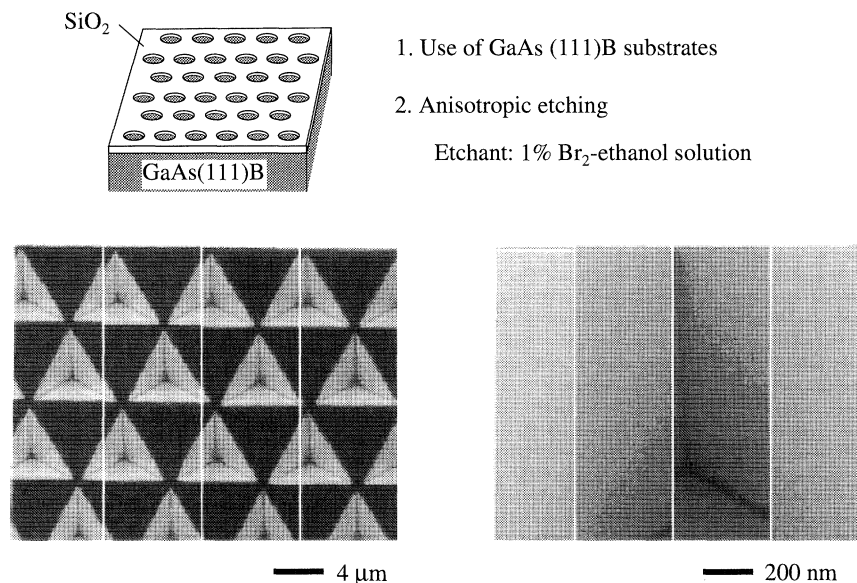 SiO₂
1. Use of GaAs (111)B substrates
2. Anisotropic etching
Etchant: 1% Br₂-ethanol solution
GaAs(111)B
4 μm
200 nm